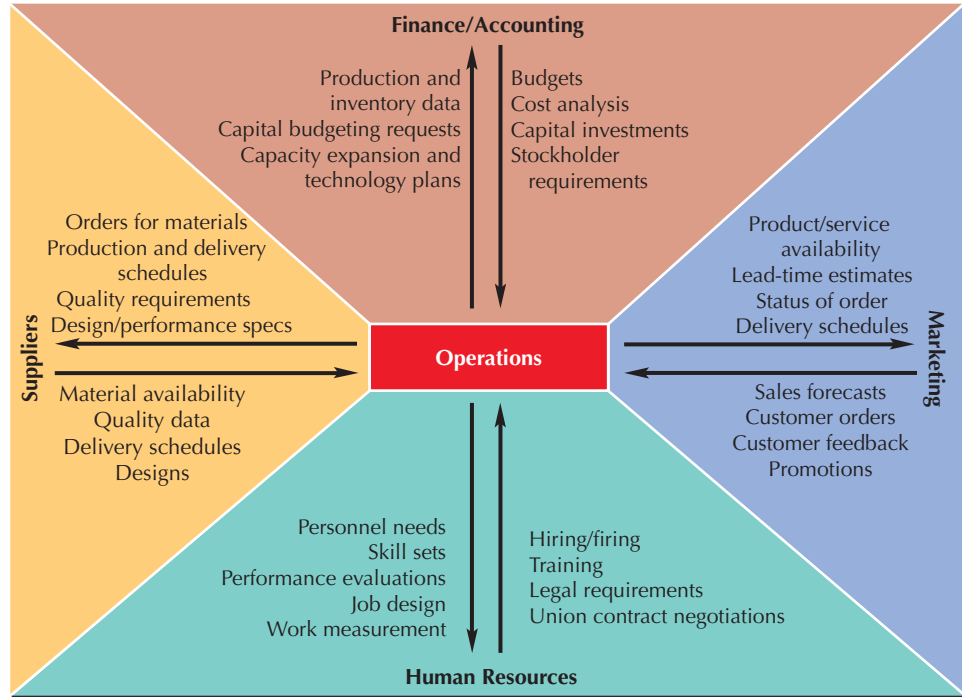 Finance/Accounting
Production and
inventory data
Capital budgeting requests
Capacity expansion and
technology plans
Budgets
Cost analysis
Capital investments
Stockholder
requirements
Suppliers
Orders for materials
Production and delivery
schedules
Quality requirements
Design/performance specs
Material availability
Quality data
Delivery schedules
Designs
Operations
Product/service
availability
Lead-time estimates
Status of order
Delivery schedules
Sales forecasts
Customer orders
Customer feedback
Promotions
Marketing
Personnel needs
Skill sets
Performance evaluations
Job design
Work measurement
Hiring/firing
Training
Legal requirements
Union contract negotiations
Human Resources